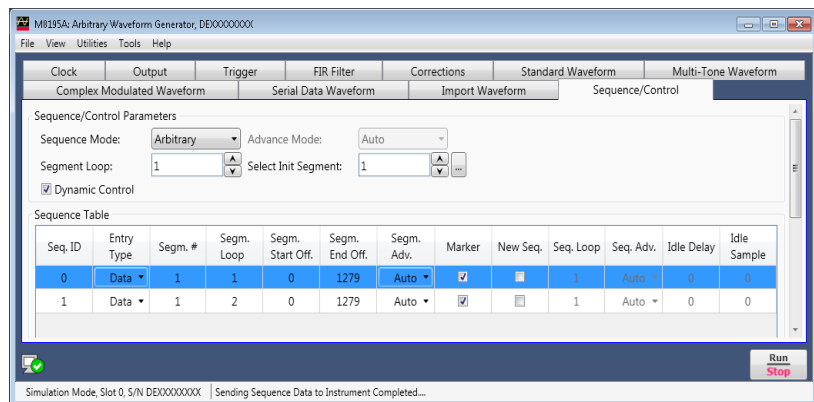 M8195A: Arbitrary Waveform Generator, DEXXXXXXXX
File View Utilities Tools Help
Clock Output Trigger FIR Filter Corrections Standard Waveform Multi-Tone Waveform
Complex Modulated Waveform Serial Data Waveform Import Waveform Sequence/Control
Sequence/Control Parameters
Sequence Mode: Arbitrary Advance Mode: Auto
Segment Loop: 1 Select Init Segment: 1 ...
Dynamic Control
Sequence Table
Seq. ID Entry Type Segm. # Segm. Loop Segm. Start Off. Segm. End Off. Segm. Adv. Marker New Seq. Seq. Loop Seq. Adv. Idle Delay Idle Sample
0 Data 1 1 0 1279 Auto 1 Auto 0 0
1 Data 1 2 0 1279 Auto 1 Auto 0 0
Run
Stop
Simulation Mode, Slot 0, S/N DEXXXXXXXX Sending Sequence Data to Instrument Completed....